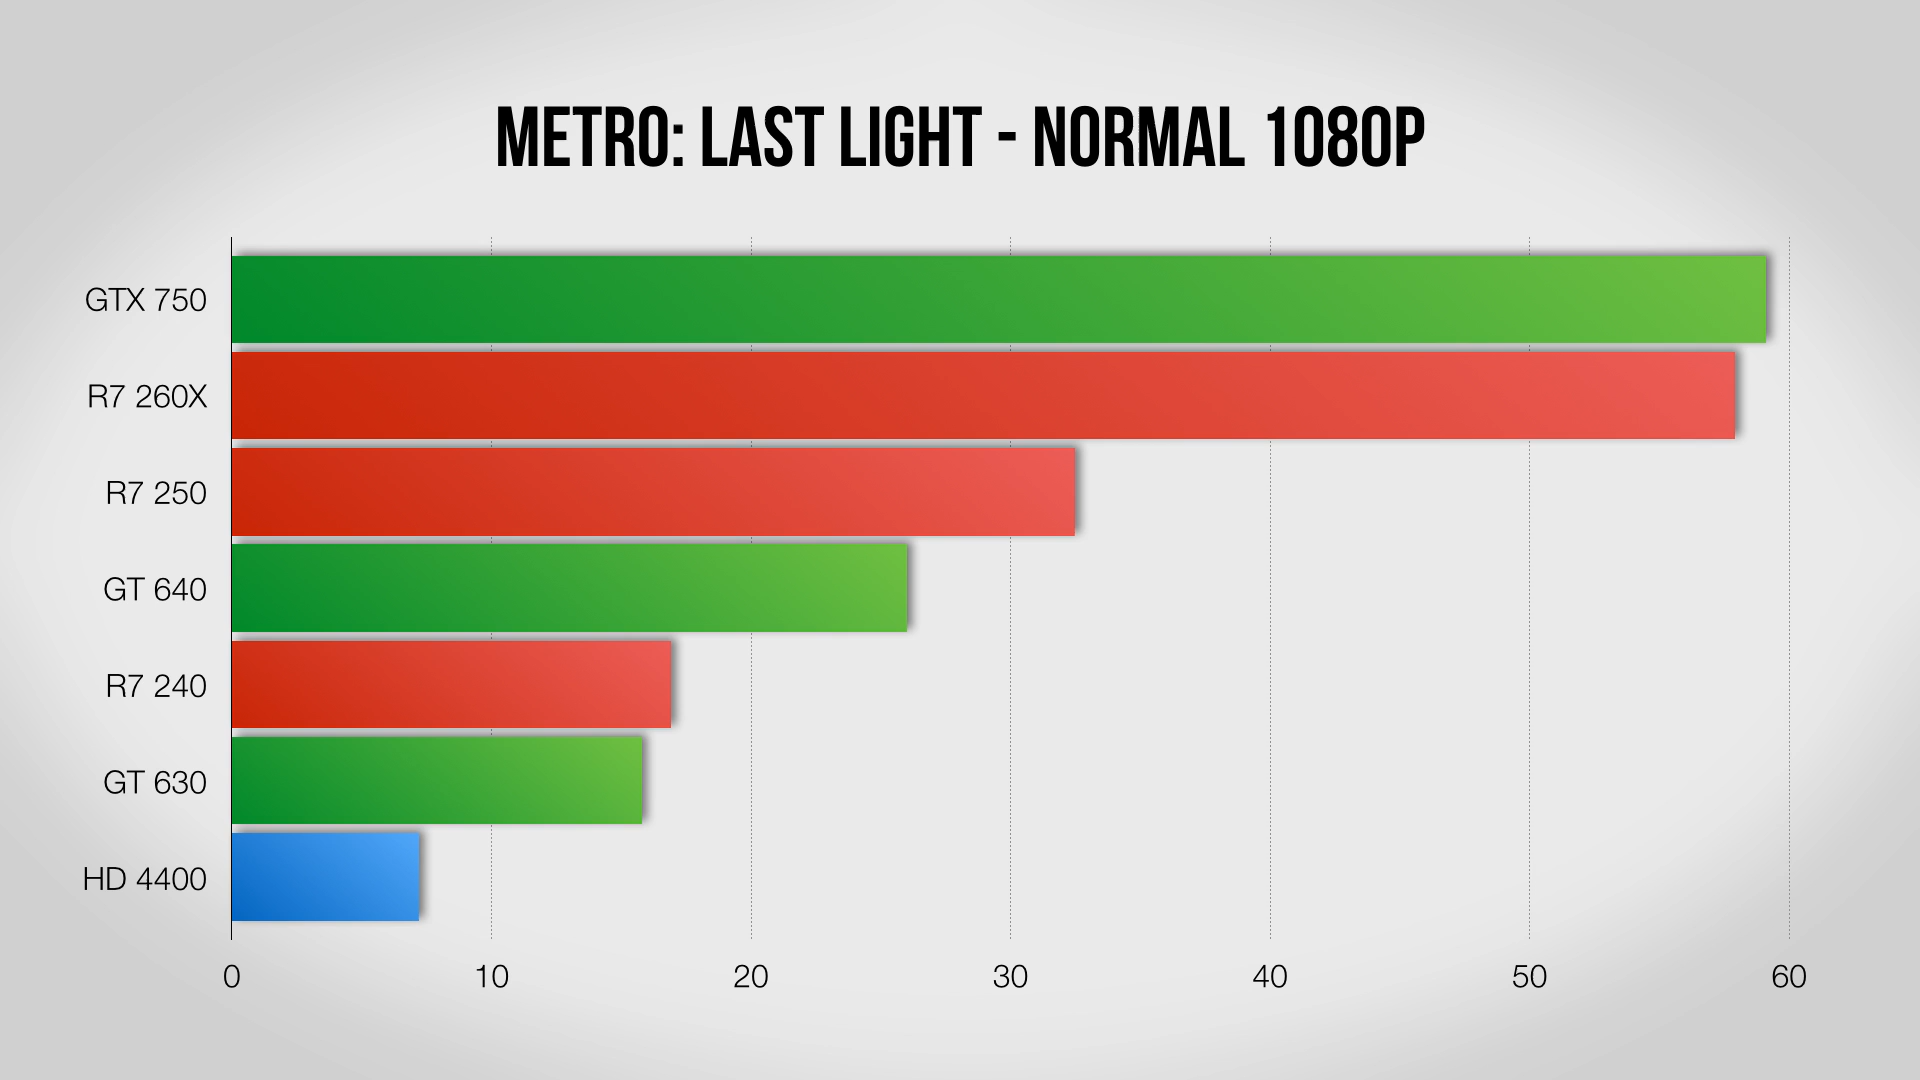 METRO: LAST LIGHT - NORMAL 1080P
GTX 750
R7 260X
R7 250
GT 640
R7 240
GT 630
HD 4400
0 10 20 30 40 50 60